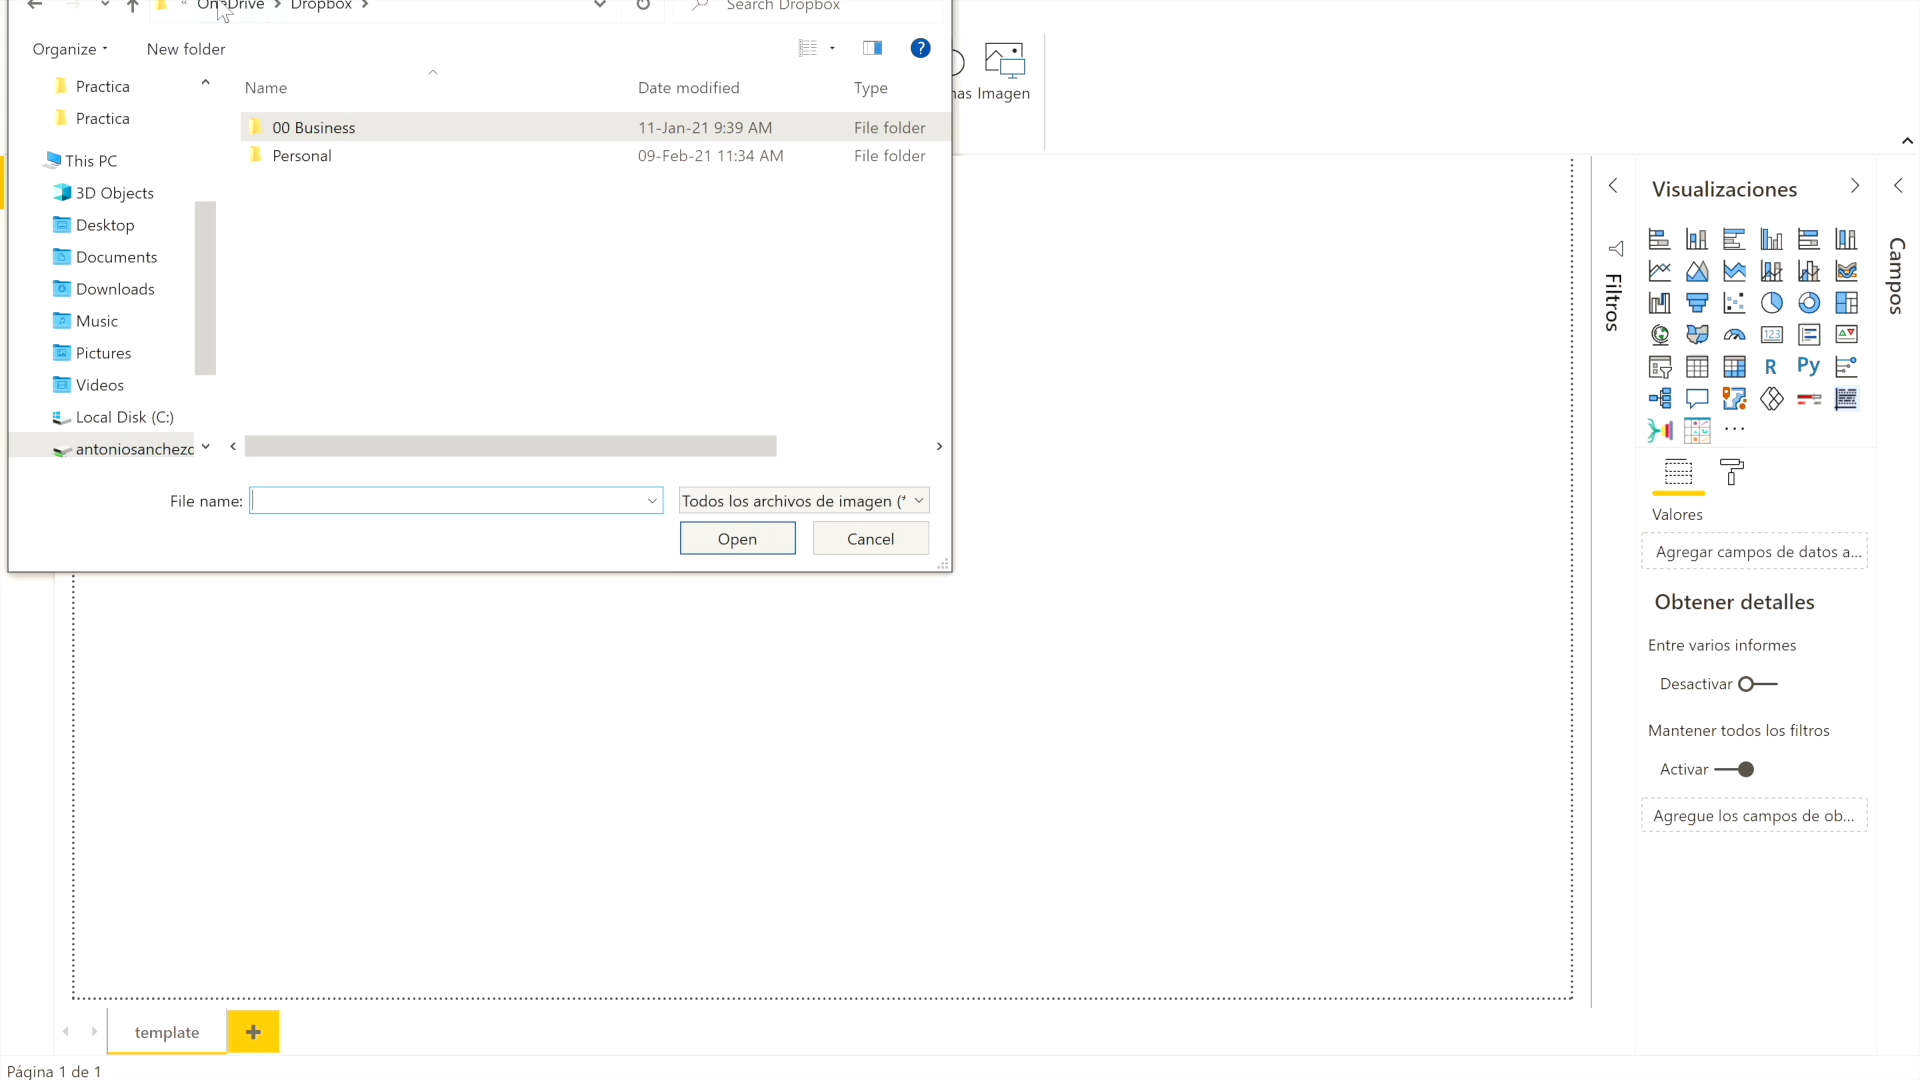 OneDrive > Dropbox >
Search Dropbox
Organize
New folder
Practica
Practica
This PC
3D Objects
Desktop
Documents
Downloads
Music
Pictures
Videos
Local Disk (C:)
Name
Date modified
Type
00 Business
11-Jan-21 9:39 AM
File folder
Personal
09-Feb-21 11:34 AM
File folder
File name:
Todos los archivos de imagen (*
Open
Cancel
Imagen
Filtros
Visualizaciones
123
R
Py
Valores
Agregar campos de datos a...
Obtener detalles
Entre varios informes
Desactivar
Mantener todos los filtros
Activar
Agregue los campos de ob...
Campos
template
Página 1 de 1